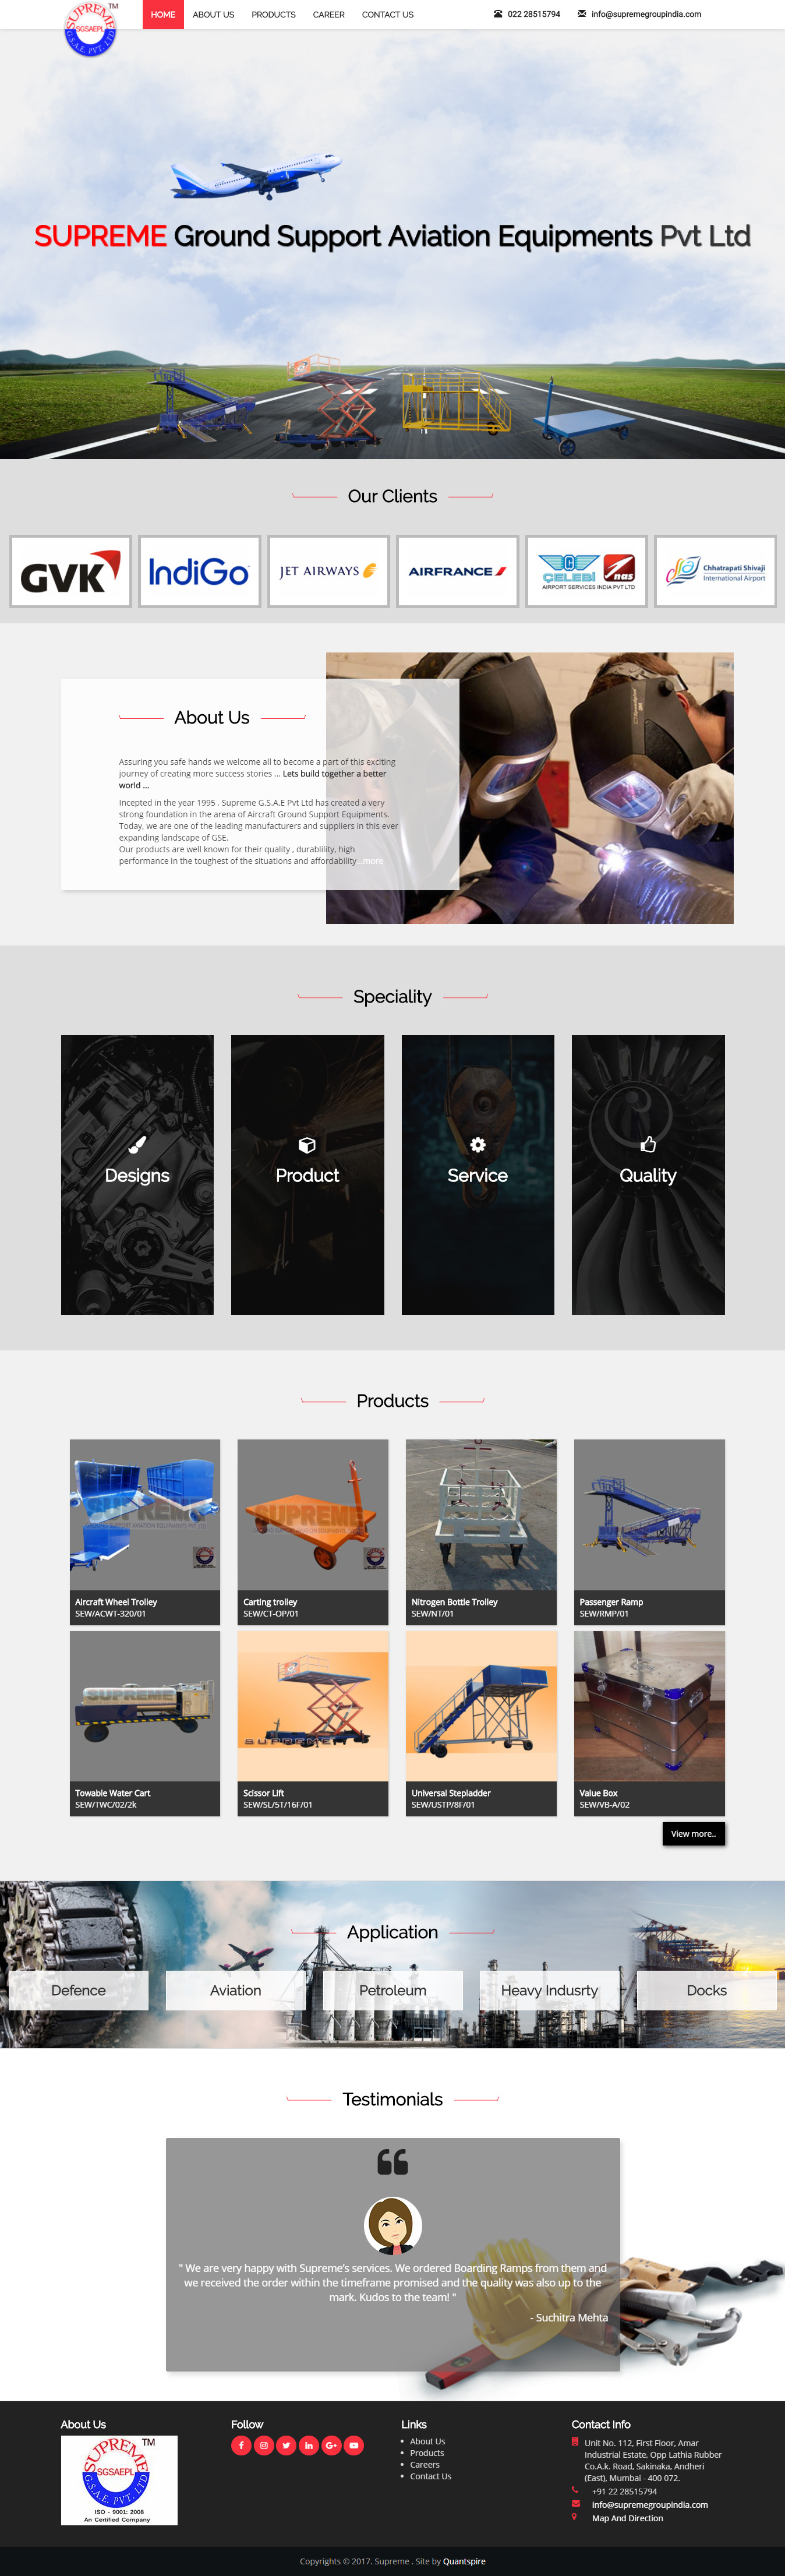 SUPREME
TM
SGSAEPL
G.S.A.E. PVT. LTD
HOME
ABOUT US
PRODUCTS
CAREER
CONTACT US
022 28515794
info@supremegroupindia.com
SUPREME Ground Support Aviation Equipments Pvt Ltd
Our Clients
GVK
IndiGo
JET AIRWAYS
AIRFRANCE
ÇELEBİ
nas
AIRPORT SERVICES INDIA PVT LTD
Chhatrapati Shivaji
International Airport
About Us
Assuring you safe hands we welcome all to become a part of this exciting
journey of creating more success stories ... Lets build together a better
world ...
Incepted in the year 1995 , Supreme G.S.A.E Pvt Ltd has created a very
strong foundation in the arena of Aircraft Ground Support Equipments.
Today, we are one of the leading manufacturers and suppliers in this ever
expanding landscape of GSE.
Our products are well known for their quality , durablility, high
performance in the toughest of the situations and affordability...more
Speciality
Designs
Product
Service
Quality
Products
SUPREME
SUPREME
Aircraft Wheel Trolley
SEW/ACWT-320/01
Carting trolley
SEW/CT-OP/01
Nitrogen Bottle Trolley
SEW/NT/01
Passenger Ramp
SEW/RMP/01
SUPREME
SUPREME
Towable Water Cart
SEW/TWC/02/2k
Scissor Lift
SEW/SL/5T/16F/01
Universal Stepladder
SEW/USTP/8F/01
Value Box
SEW/VB-A/02
View more..
Application
Defence
Aviation
Petroleum
Heavy Indusrty
Docks
Testimonials
" We are very happy with Supreme's services. We ordered Boarding Ramps from them and
we received the order within the timeframe promised and the quality was also up to the
mark. Kudos to the team! "
- Suchitra Mehta
About Us
SUPREME
TM
SGSAEPL
G.S.A.E. PVT. LTD
ISO - 9001: 2008
An Certified Company
Follow
Links
About Us
Products
Careers
Contact Us
Contact Info
Unit No. 112, First Floor, Amar
Industrial Estate, Opp Lathia Rubber
Co.A.k. Road, Sakinaka, Andheri
(East), Mumbai - 400 072.
+91 22 28515794
info@supremegroupindia.com
Map And Direction
Copyrights © 2017. Supreme . Site by Quantspire